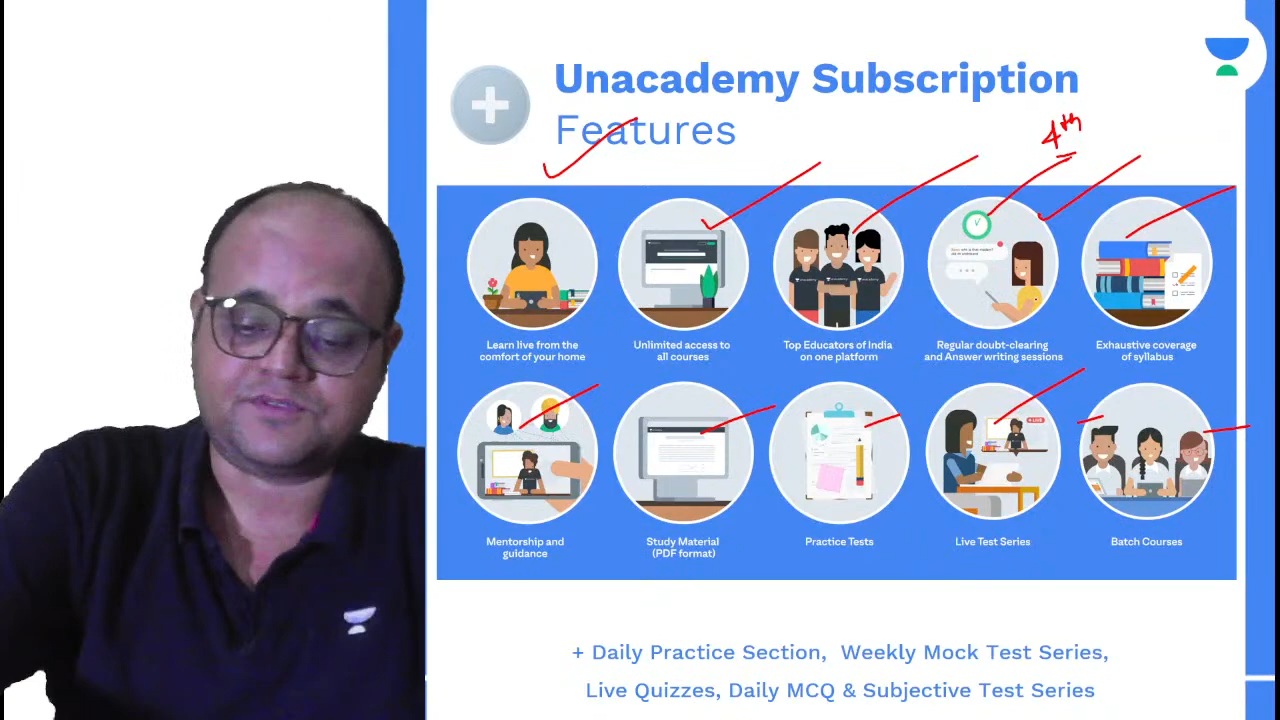 Unacademy Subscription
Features
4th
Learn live from the
comfort of your home
Unlimited access to
all courses
Top Educators of India
on one platform
Regular doubt-clearing
and Answer writing sessions
Exhaustive coverage
of syllabus
LIVE
Mentorship and
guidance
Study Material
(PDF format)
Practice Tests
Live Test Series
Batch Courses
+ Daily Practice Section, Weekly Mock Test Series,
Live Quizzes, Daily MCQ & Subjective Test Series